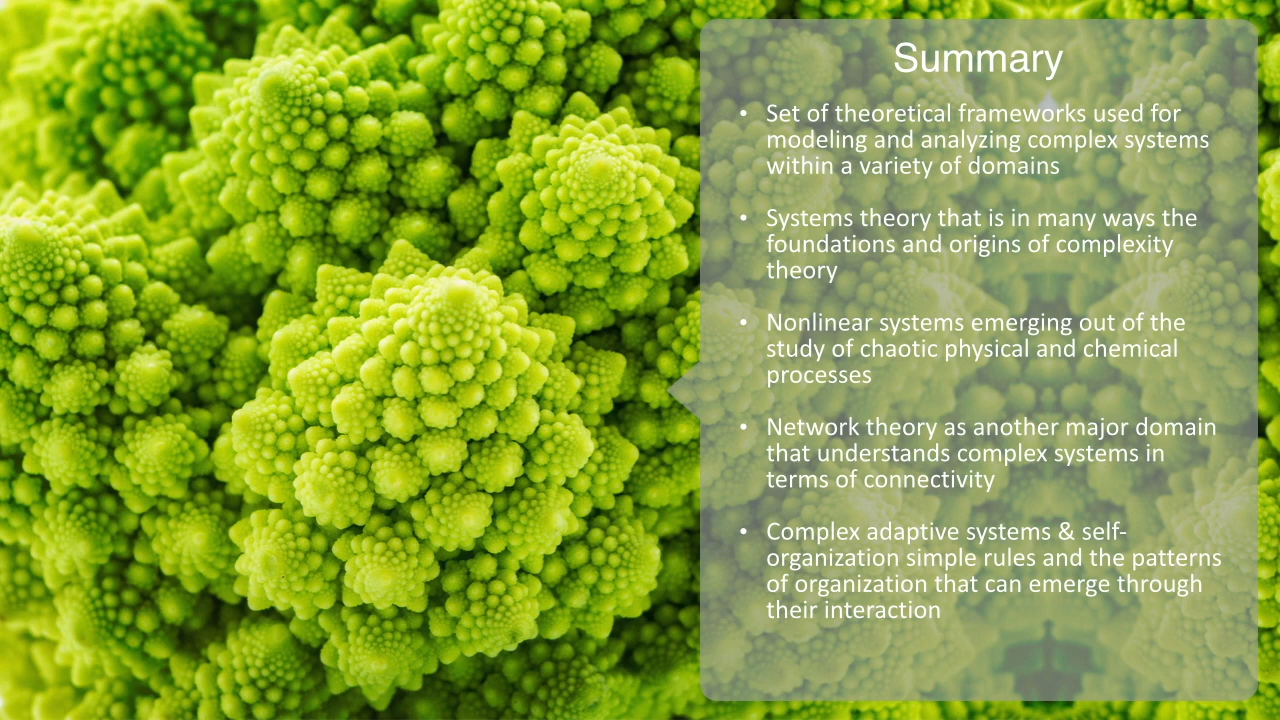 Summary
• Set of theoretical frameworks used for
modeling and analyzing complex systems
within a variety of domains
• Systems theory that is in many ways the
foundations and origins of complexity
theory
• Nonlinear systems emerging out of the
study of chaotic physical and chemical
processes
• Network theory as another major domain
that understands complex systems in
terms of connectivity
• Complex adaptive systems & self-
organization simple rules and the patterns
of organization that can emerge through
their interaction